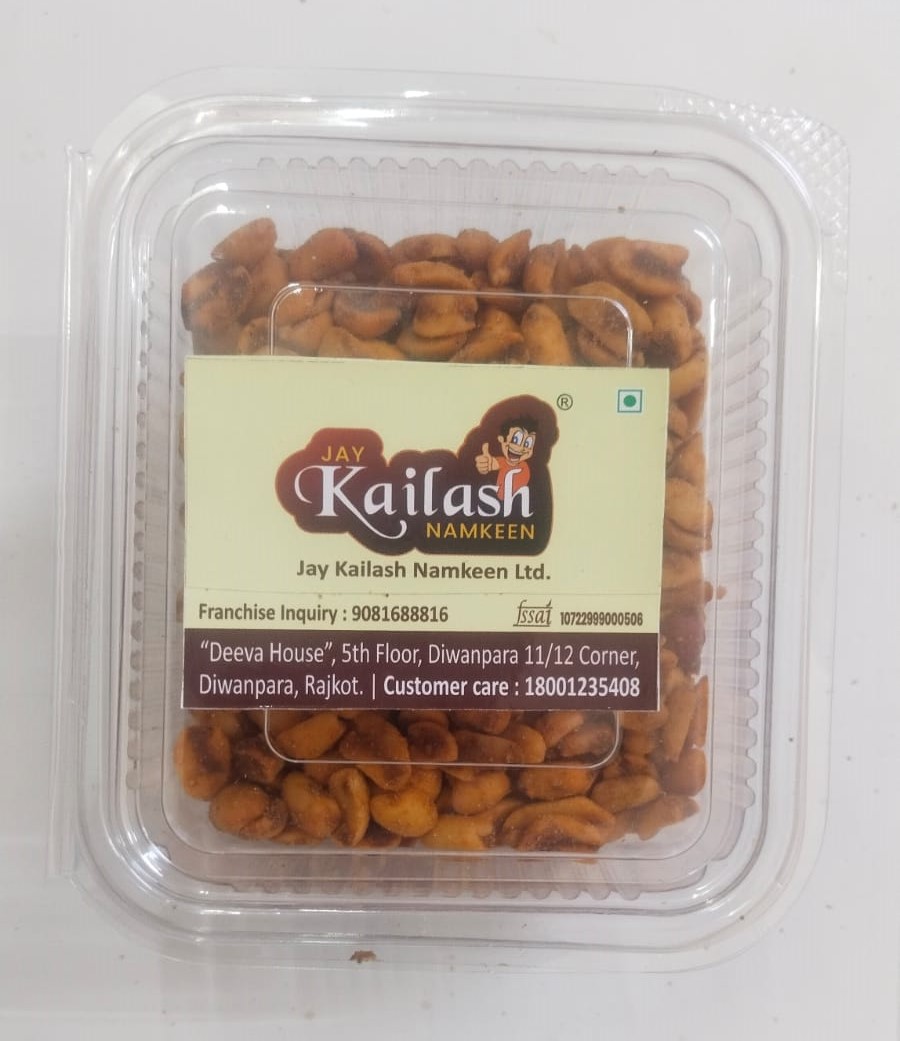 ®
JAY
Kailash
NAMKEEN
Jay Kailash Namkeen Ltd.
Franchise Inquiry : 9081688816
fssai 10722999000506
“Deeva House”, 5th Floor, Diwanpara 11/12 Corner,
Diwanpara, Rajkot. | Customer care : 18001235408